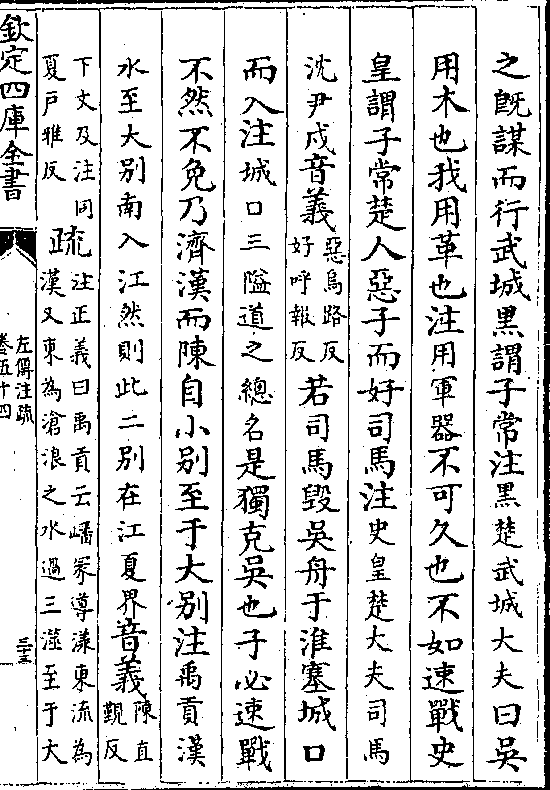 之既謀而行武城黑謂子常注黑楚武城大夫曰吳
用木也我用革也注用軍器不可久也不如速戰史
皇謂子常楚人惡子而好司馬注史皇楚大夫司馬
沈尹戌音義惡烏路反好呼報反若司馬毀吳舟于淮塞城口
而入注城口三隘道之總名是獨克吳也子必速戰
不然不免乃濟漢而陳自小别至于大别注禹貢漢
水至大别南入江然則此二别在江夏界音義陳直覲反
下文及注同夏戶雅反疏注正義曰禹貢云嶓冢導漾東流為漢又東為滄浪之水過三澨至于大
欽定四庫全書
左傳注疏
卷五十四
三十五